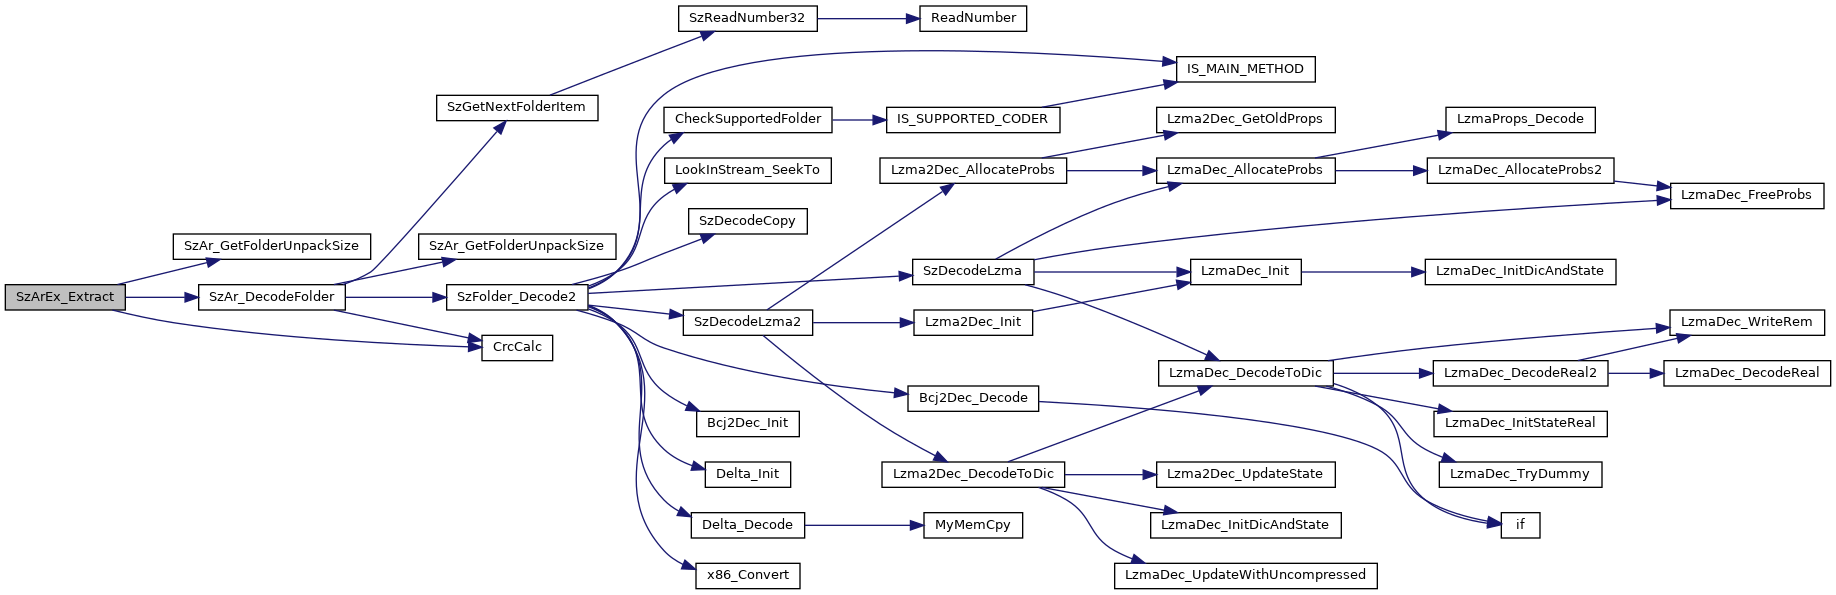 SzArEx_Extract
SzAr_GetFolderUnpackSize
SzAr_DecodeFolder
SzGetNextFolderItem
SzAr_GetFolderUnpackSize
SzFolder_Decode2
CrcCalc
SzReadNumber32
CheckSupportedFolder
LookInStream_SeekTo
SzDecodeCopy
SzDecodeLzma2
Bcj2Dec_Init
Delta_Init
Delta_Decode
x86_Convert
ReadNumber
IS_SUPPORTED_CODER
Lzma2Dec_AllocateProbs
SzDecodeLzma
Lzma2Dec_Init
Bcj2Dec_Decode
Lzma2Dec_DecodeToDic
MyMemCpy
IS_MAIN_METHOD
Lzma2Dec_GetOldProps
LzmaDec_AllocateProbs
LzmaDec_Init
LzmaDec_DecodeToDic
Lzma2Dec_UpdateState
LzmaDec_InitDicAndState
LzmaDec_UpdateWithUncompressed
LzmaProps_Decode
LzmaDec_AllocateProbs2
LzmaDec_InitDicAndState
LzmaDec_DecodeReal2
LzmaDec_InitStateReal
LzmaDec_TryDummy
if
LzmaDec_FreeProbs
LzmaDec_WriteRem
LzmaDec_DecodeReal